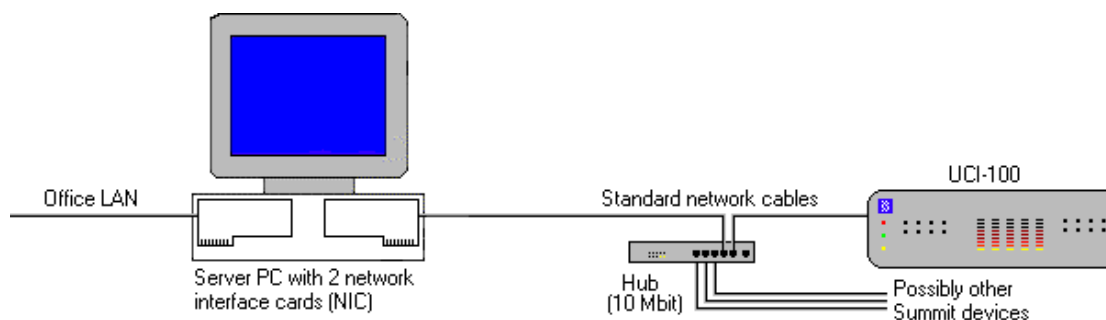 UCI-100
Office LAN
Standard network cables
Server PC with 2 network
interface cards (NIC)
Hub
(10 Mbit)
Possibly other
Summit devices